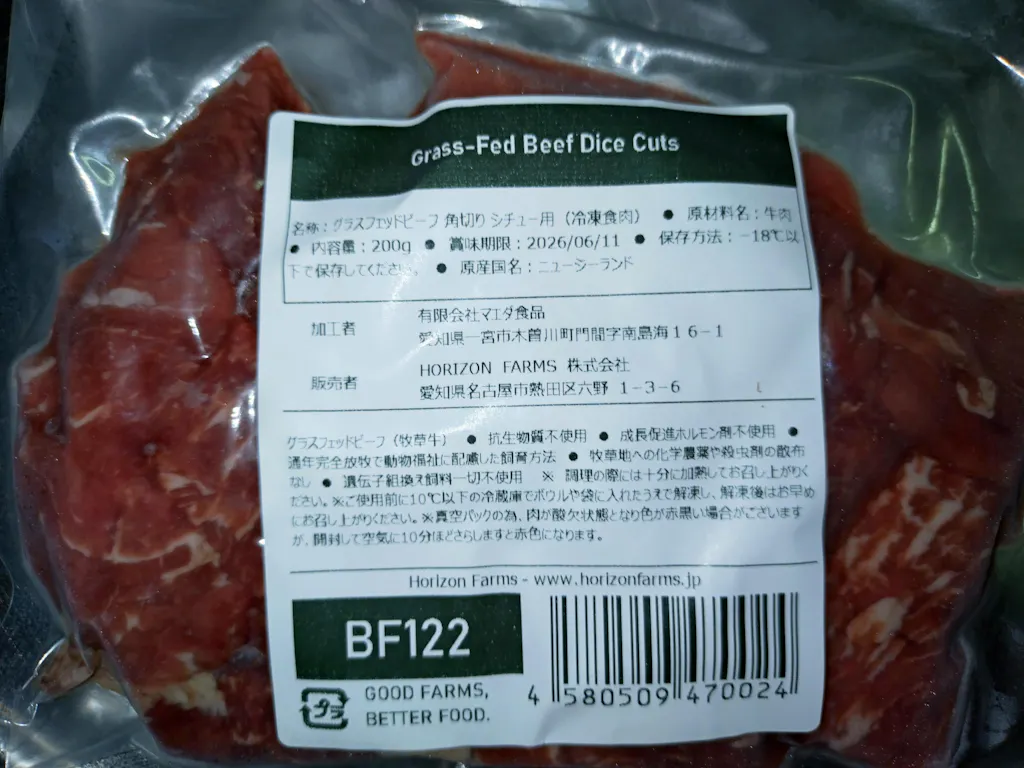 Grass-Fed Beef Dice Cuts
名称：グラスフェッドビーフ 角切り シチュー用（冷凍食肉） ● 原材料名：牛肉
● 内容量：200g ● 賞味期限：2026/06/11 ● 保存方法：-18℃以
下で保存してください。 ● 原産国名：ニュージーランド
加工者 有限会社マエダ食品
愛知県一宮市木曽川町門間字南島海１６－１
販売者 HORIZON FARMS 株式会社
愛知県名古屋市熱田区六野 １－３－６
グラスフェッドビーフ（牧草牛） ● 抗生物質不使用 ● 成長促進ホルモン剤不使用 ●
通年完全放牧で動物福祉に配慮した飼育方法 ● 牧草地への化学農薬や殺虫剤の散布
なし ● 遺伝子組換え飼料一切不使用 ※ 調理の際には十分に加熱してお召し上がりく
ださい。※ご使用前に10℃以下の冷蔵庫でボウルや袋に入れたうえで解凍し、解凍後はお早め
にお召し上がりください。※真空パックの為、肉が酸欠状態となり色が赤黒い場合がございます
が、開封して空気に10分ほどさらしますと赤色になります。
Horizon Farms - www.horizonfarms.jp
BF122
プラ
GOOD FARMS,
BETTER FOOD.
4 580509 470024